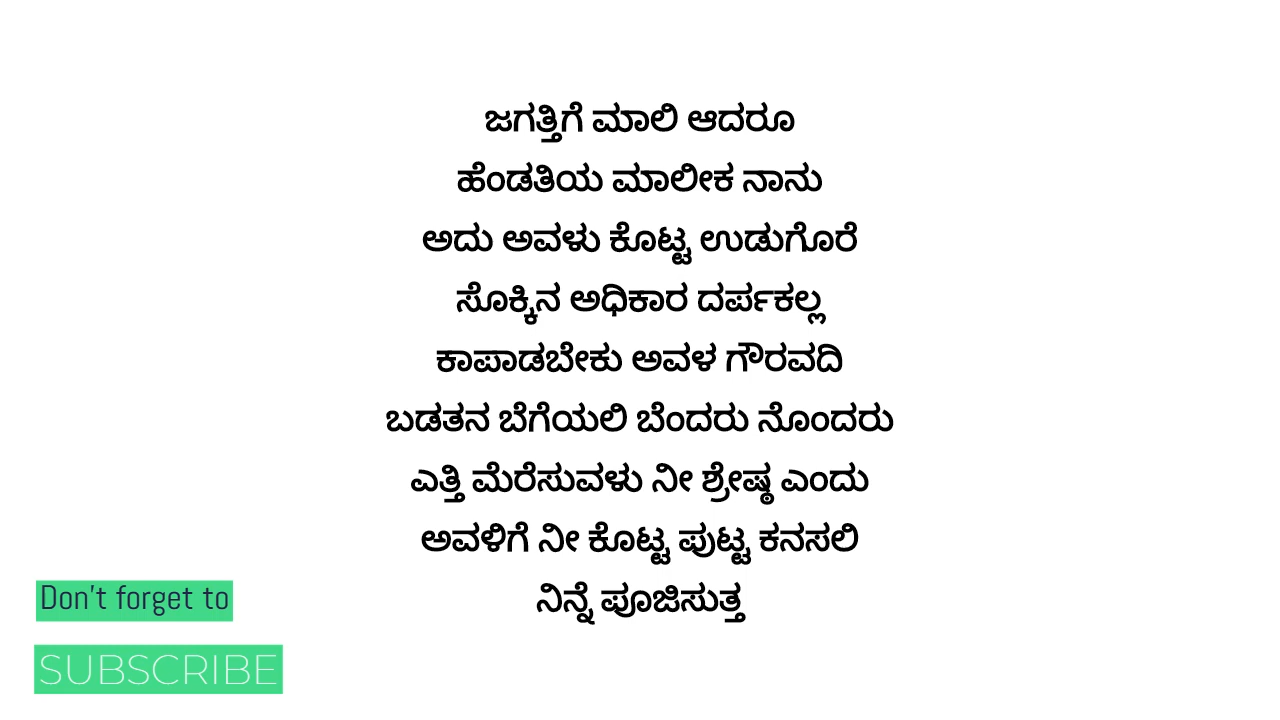 ಜಗತ್ತಿಗೆ ಮಾಲಿ ಆದರೂ
ಹೆಂಡತಿಯ ಮಾಲೀಕ ನಾನು
ಅದು ಅವಳು ಕೊಟ್ಟ ಉಡುಗೊರೆ
ಸೊಕ್ಕಿನ ಅಧಿಕಾರ ದರ್ಪಕಲ್ಲ
ಕಾಪಾಡಬೇಕು ಅವಳ ಗೌರವದಿ
ಬಡತನ ಬೆಗೆಯಲಿ ಬೆಂದರು ನೊಂದರು
ಎತ್ತಿ ಮೆರೆಸುವಳು ನೀ ಶ್ರೇಷ್ಠ ಎಂದು
ಅವಳಿಗೆ ನೀ ಕೊಟ್ಟ ಪುಟ್ಟ ಕನಸಲಿ
ನಿನ್ನೆ ಪೂಜಿಸುತ್ತ
Don't forget to
SUBSCRIBE